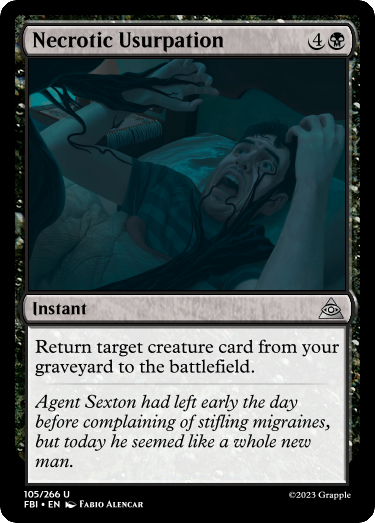 Necrotic Usurpation 4
Instant
Return target creature card from your
graveyard to the battlefield.
Agent Sexton had left early the day
before complaining of stifling migraines,
but today he seemed like a whole new
man.
105/266 U
FBI • EN Fabio Alencar
©2023 Grapple